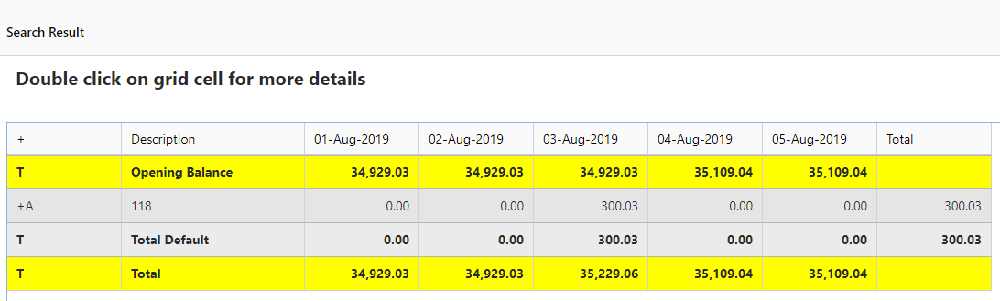 Search Result
Double click on grid cell for more details
+ Description 01-Aug-2019 02-Aug-2019 03-Aug-2019 04-Aug-2019 05-Aug-2019 Total
T Opening Balance 34,929.03 34,929.03 34,929.03 35,109.04 35,109.04
+A 118 0.00 0.00 300.03 0.00 0.00 300.03
T Total Default 0.00 0.00 300.03 0.00 0.00 300.03
T Total 34,929.03 34,929.03 35,229.06 35,109.04 35,109.04